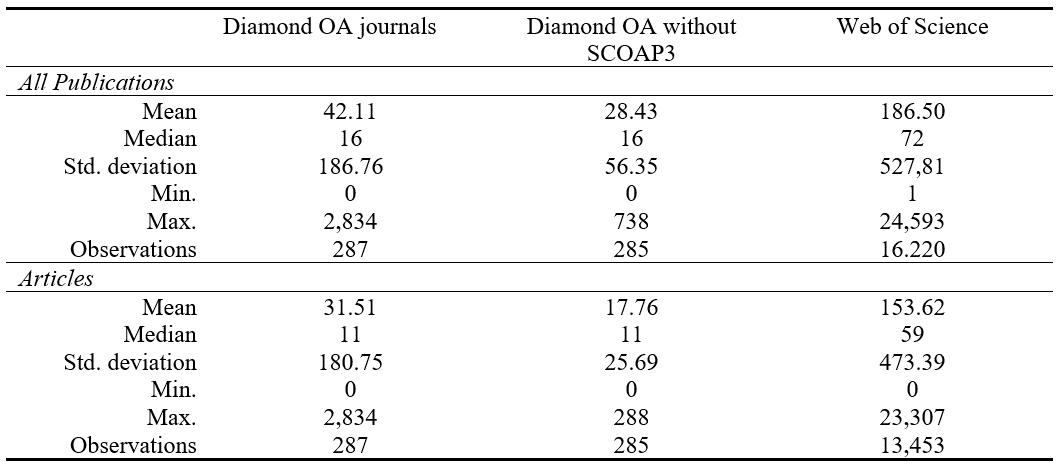 Diamond OA journals Diamond OA without SCOAP3 Web of Science
All Publications
Mean 42.11 28.43 186.50
Median 16 16 72
Std. deviation 186.76 56.35 527,81
Min. 0 0 1
Max. 2,834 738 24,593
Observations 287 285 16.220
Articles
Mean 31.51 17.76 153.62
Median 11 11 59
Std. deviation 180.75 25.69 473.39
Min. 0 0 0
Max. 2,834 288 23,307
Observations 287 285 13,453